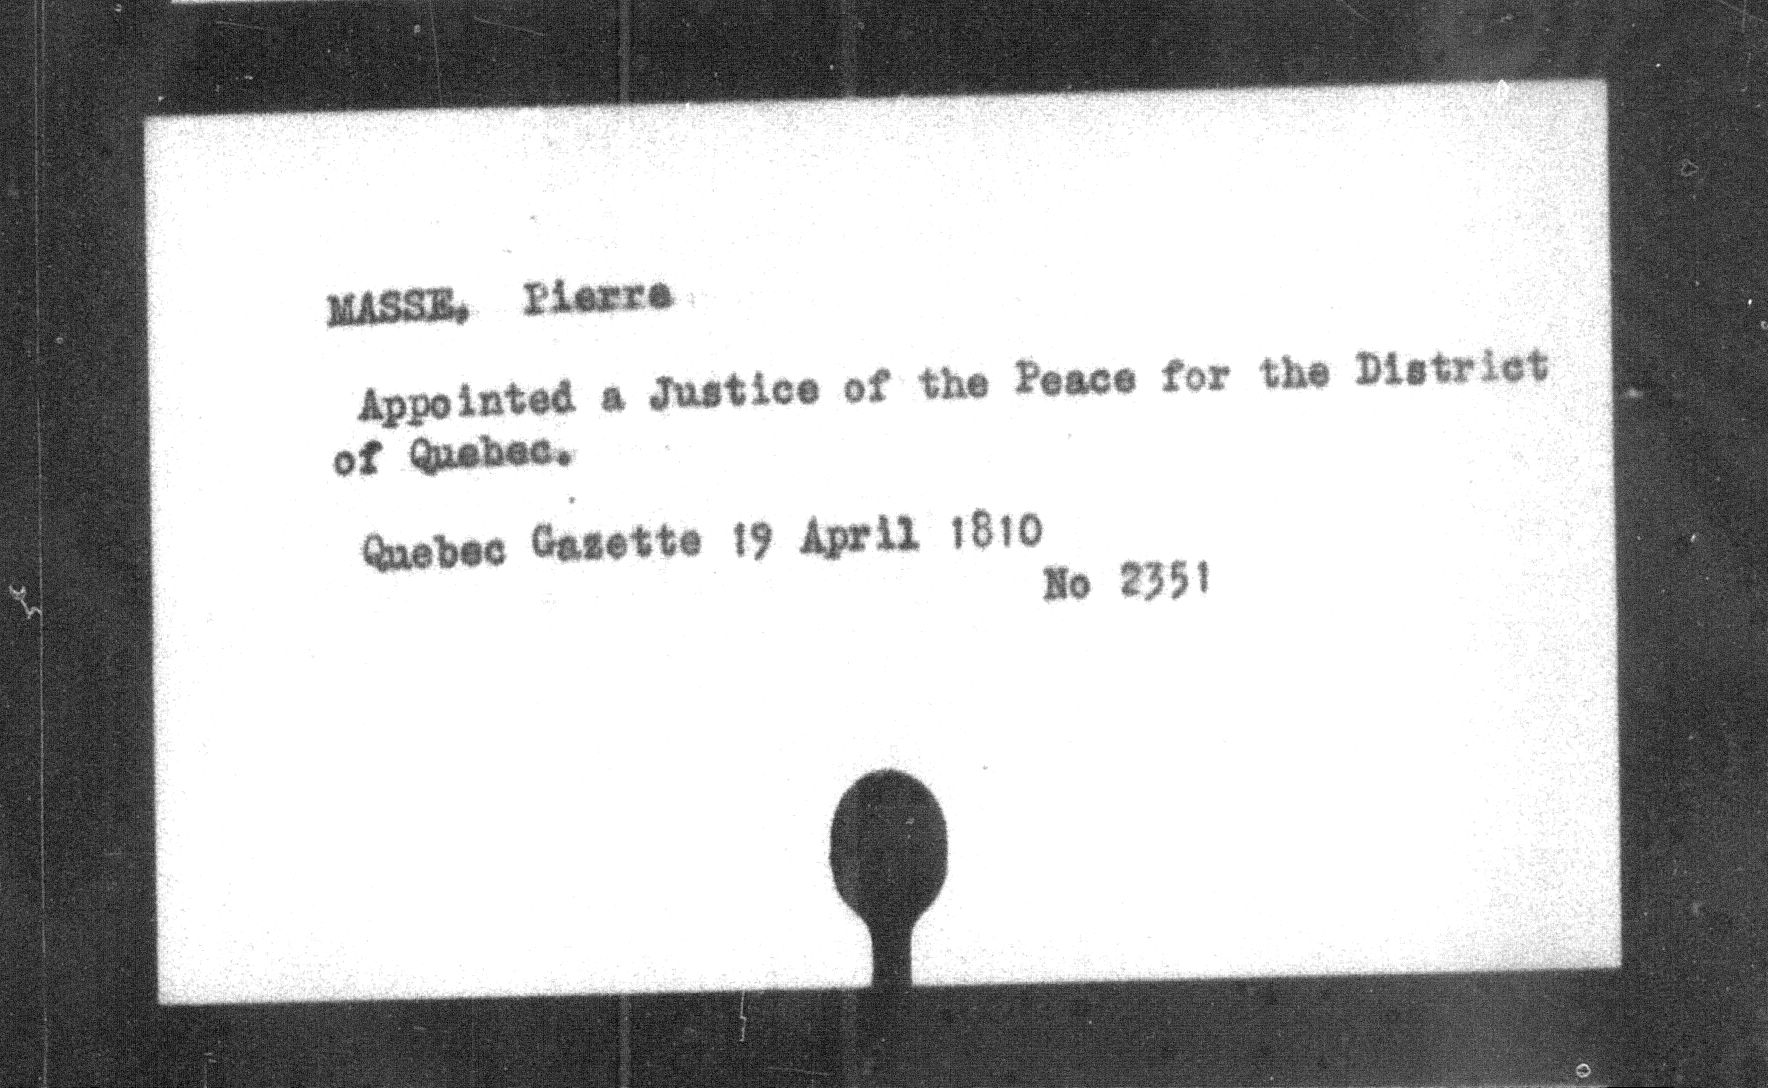 MASSE, Pierre
Appointed a Justice of the Peace for the District
of Quebec.
Quebec Gazette 19 April 1810
No 2351